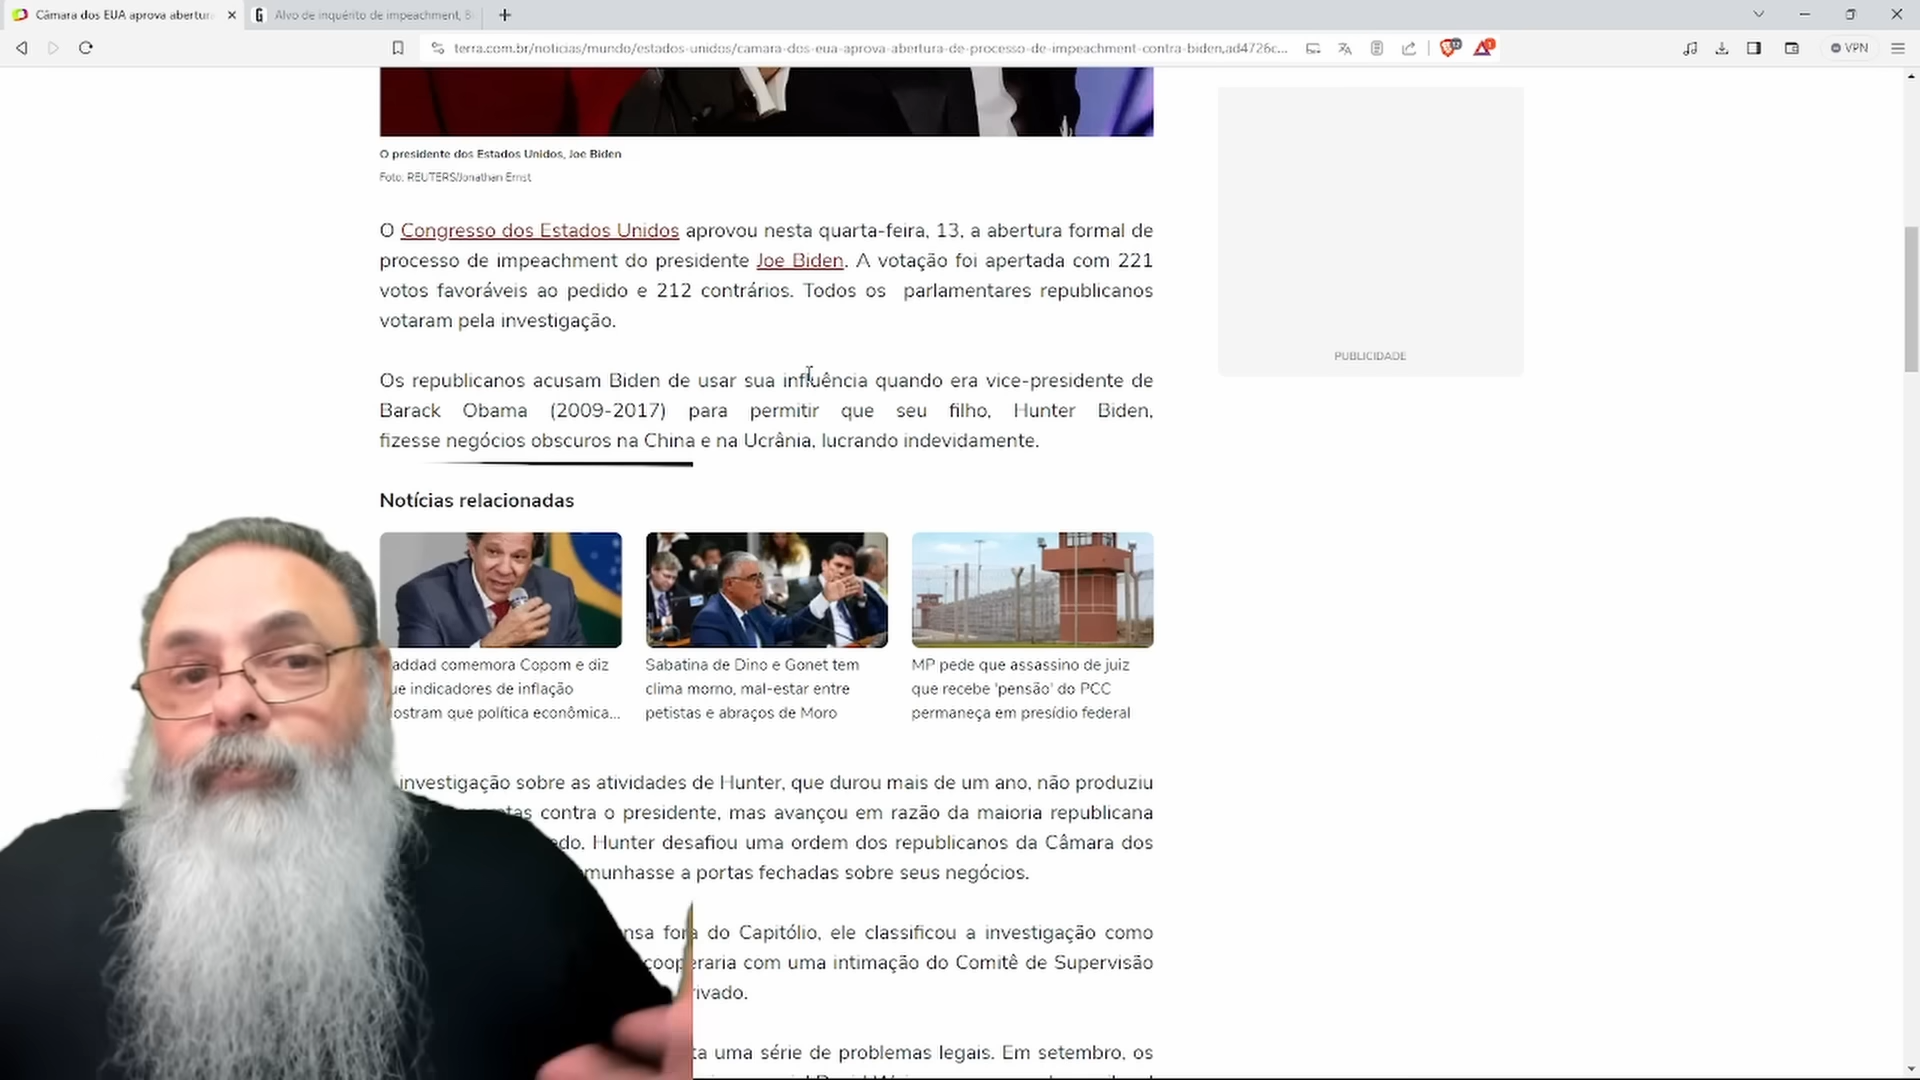 Câmara dos EUA aprova abertur
Alvo de inquérito de impeachment, B
terra.com.br/noticias/mundo/estados-unidos/camara-dos-eua-aprova-abertura-de-processo-de-impeachment-contra-biden,ad4726c...
VPN
O presidente dos Estados Unidos, Joe Biden
Foto: REUTERS/Jonathan Ernst
O Congresso dos Estados Unidos aprovou nesta quarta-feira, 13, a abertura formal de
processo de impeachment do presidente Joe Biden. A votação foi apertada com 221
votos favoráveis ao pedido e 212 contrários. Todos os parlamentares republicanos
votaram pela investigação.
PUBLICIDADE
Os republicanos acusam Biden de usar sua influência quando era vice-presidente de
Barack Obama (2009-2017) para permitir que seu filho, Hunter Biden,
fizesse negócios obscuros na China e na Ucrânia, lucrando indevidamente.
Notícias relacionadas
addad comemora Copom e diz
ue indicadores de inflação
ostram que política econômica...
Sabatina de Dino e Gonet tem
clima morno, mal-estar entre
petistas e abraços de Moro
MP pede que assassino de juiz
que recebe 'pensão' do PCC
permaneça em presídio federal
investigação sobre as atividades de Hunter, que durou mais de um ano, não produziu
tas contra o presidente, mas avançou em razão da maioria republicana
do. Hunter desafiou uma ordem dos republicanos da Câmara dos
munhasse a portas fechadas sobre seus negócios.
nsa fora do Capitólio, ele classificou a investigação como
cooperaria com uma intimação do Comitê de Supervisão
rivado.
ta uma série de problemas legais. Em setembro, os